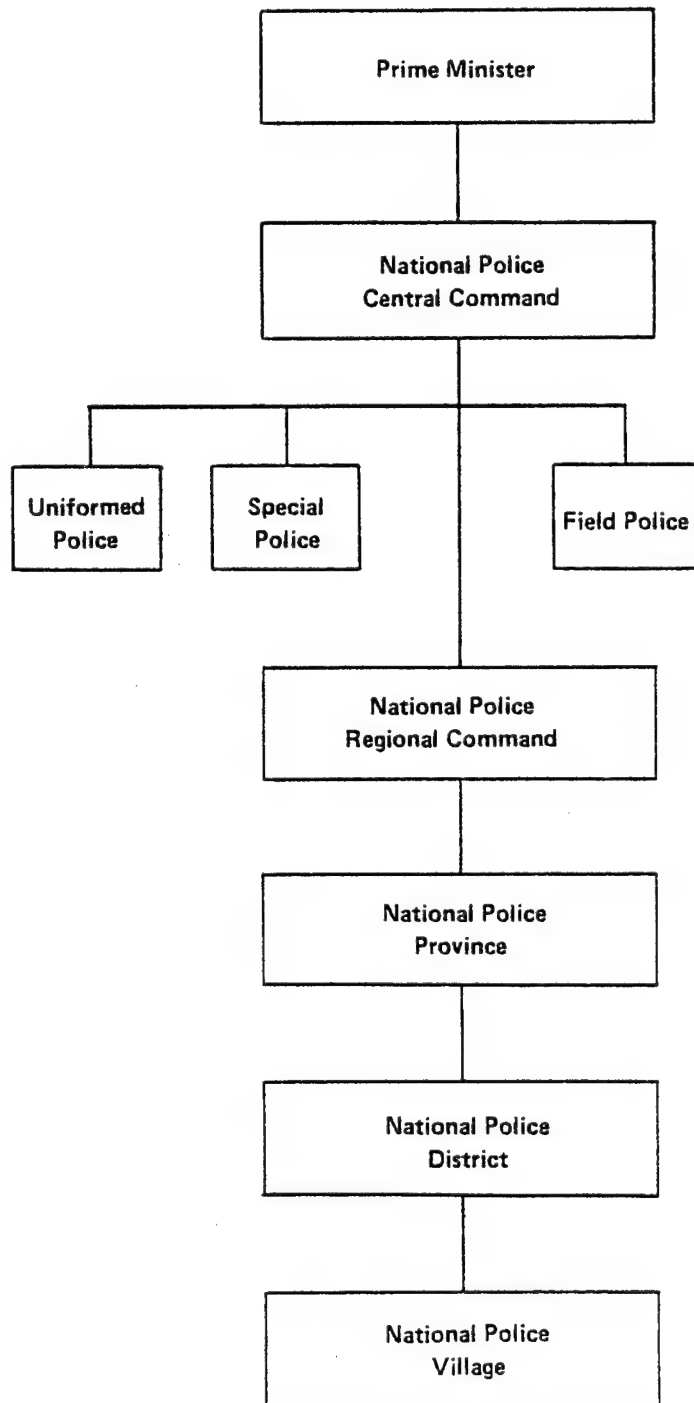 Prime Minister
National Police
Central Command
Uniformed
Police
Special
Police
Field Police
National Police
Regional Command
National Police
Province
National Police
District
National Police
Village